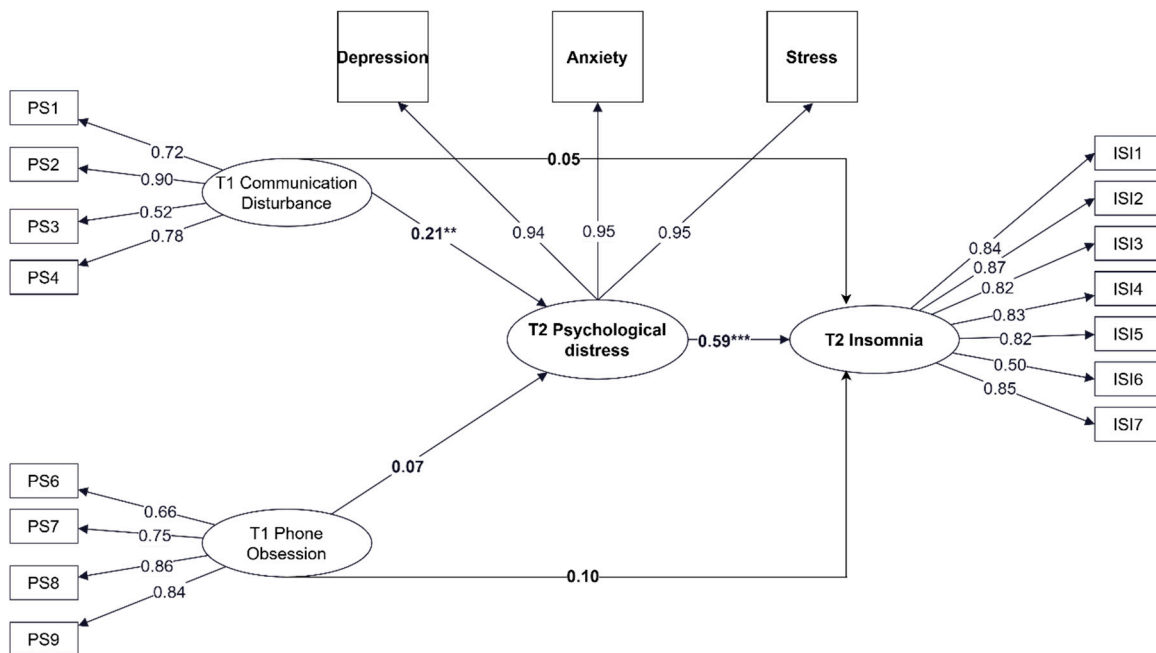 Depression
Anxiety
Stress
PS1
PS2
PS3
PS4
0.72
0.90
0.52
0.78
T1 Communication
Disturbance
0.05
0.21**
0.94
0.95
0.95
T2 Psychological
distress
0.59***
T2 Insomnia
0.84
0.87
0.82
0.83
0.82
0.50
0.85
ISI1
ISI2
ISI3
ISI4
ISI5
ISI6
ISI7
0.07
PS6
PS7
PS8
PS9
0.66
0.75
0.86
0.84
T1 Phone
Obsession
0.10